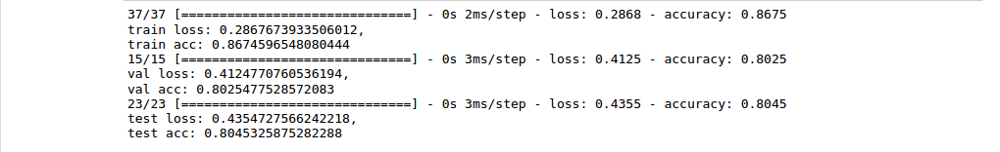 37/37 [==============================] - 0s 2ms/step - loss: 0.2868 - accuracy: 0.8675
train loss: 0.2867673933506012,
train acc: 0.8674596548080444
15/15 [==============================] - 0s 3ms/step - loss: 0.4125 - accuracy: 0.8025
val loss: 0.4124770760536194,
val acc: 0.8025477528572083
23/23 [==============================] - 0s 3ms/step - loss: 0.4355 - accuracy: 0.8045
test loss: 0.4354727566242218,
test acc: 0.8045325875282288